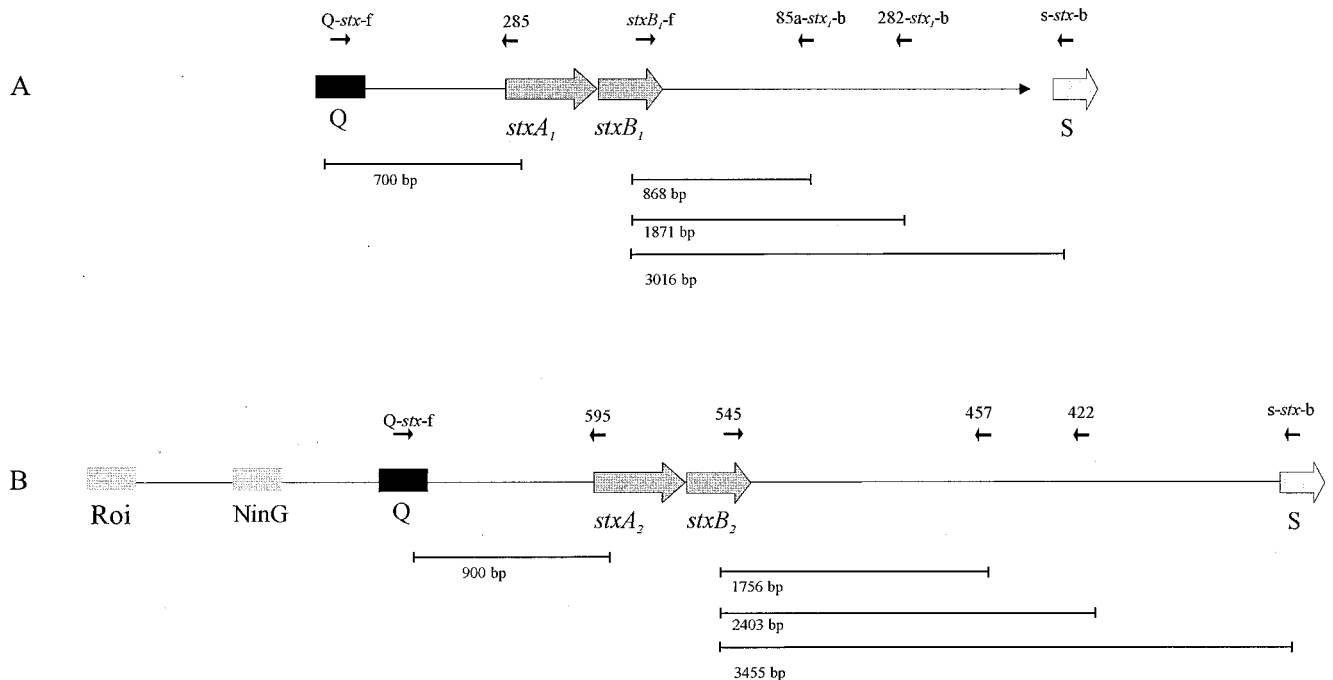 Q-stx-f 285 stxB₁-f 85a-stx₁-b 282-stx₁-b s-stx-b
A
Q stxA₁ stxB₁ S
700 bp
868 bp
1871 bp
3016 bp
Q-stx-f 595 545 457 422 s-stx-b
B
Roi NinG Q stxA₂ stxB₂ S
900 bp
1756 bp
2403 bp
3455 bp